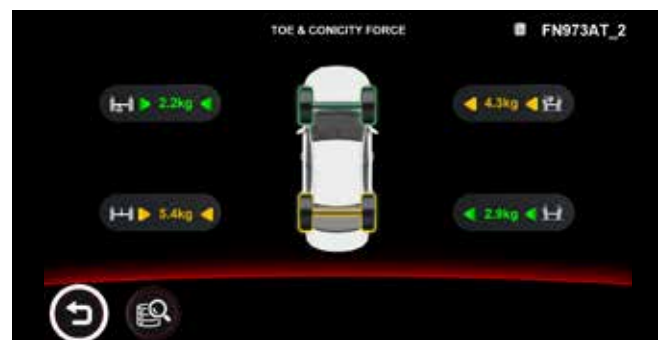 TOE & CONICITY FORCE
FN973AT_2
2.2kg
4.3kg
5.4kg
2.9kg